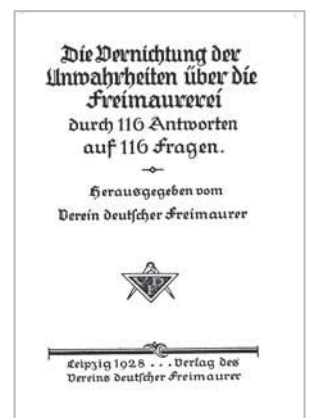 Die Vernichtung der
Unwahrheiten über die
Freimaurerei
durch 116 Antworten
auf 116 Fragen.
Herausgegeben vom
Verein deutscher Freimaurer
Leipzig 1928 . . . Verlag des
Vereins deutscher Freimaurer